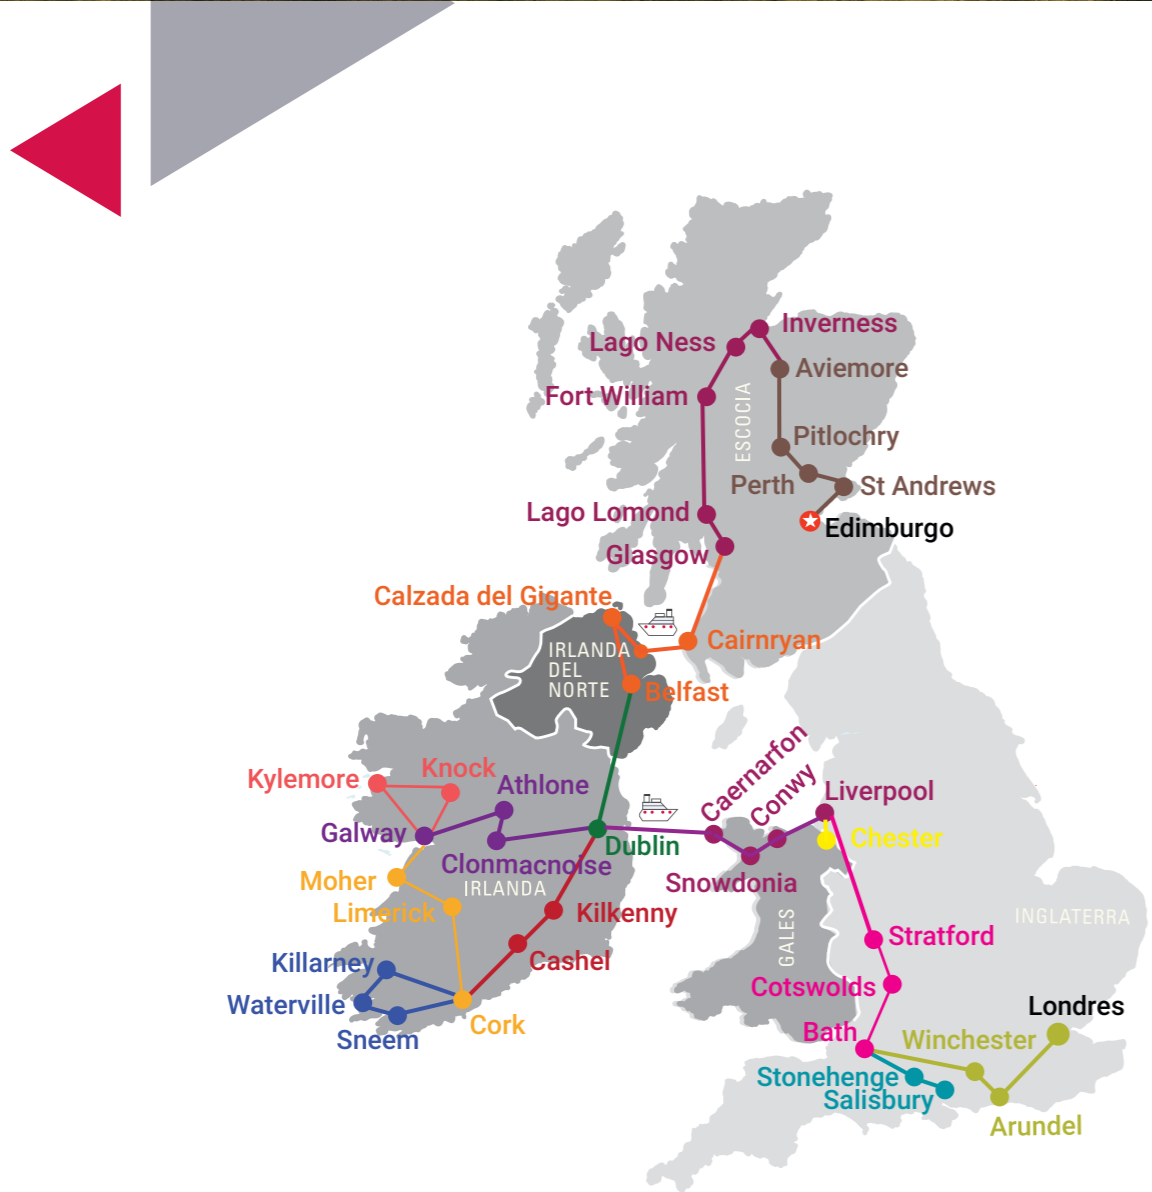 Inverness
Lago Ness
Aviemore
Fort William
ESCOCIA
Pitlochry
Perth
St Andrews
Lago Lomond
Edimburgo
Glasgow
Calzada del Gigante
Cairnryan
IRLANDA
DEL
NORTE
Belfast
Caernarfon
Conwy
Knock
Kylemore
Athlone
Liverpool
Galway
Chester
Dublin
Clonmacnoise
Moher
IRLANDA
Snowdonia
Limerick
Kilkenny
GALES
INGLATERRA
Stratford
Cashel
Killarney
Cotswolds
Waterville
Londres
Cork
Sneem
Bath
Winchester
Stonehenge
Salisbury
Arundel